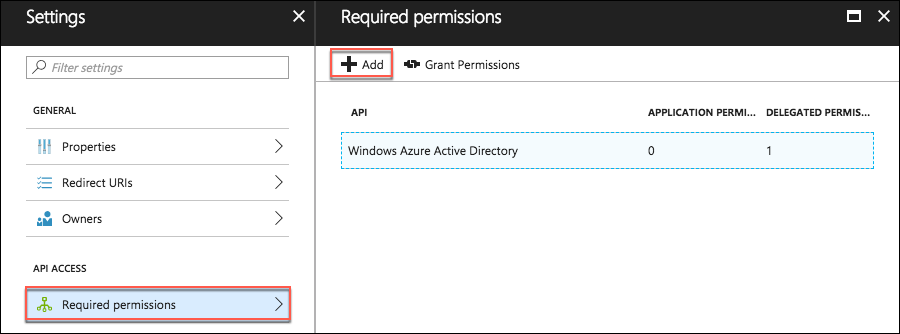 Settings
Filter settings
GENERAL
Properties
Redirect URIs
Owners
API ACCESS
Required permissions
Required permissions
Add Grant Permissions
API APPLICATION PERMI... DELEGATED PERMIS...
Windows Azure Active Directory 0 1